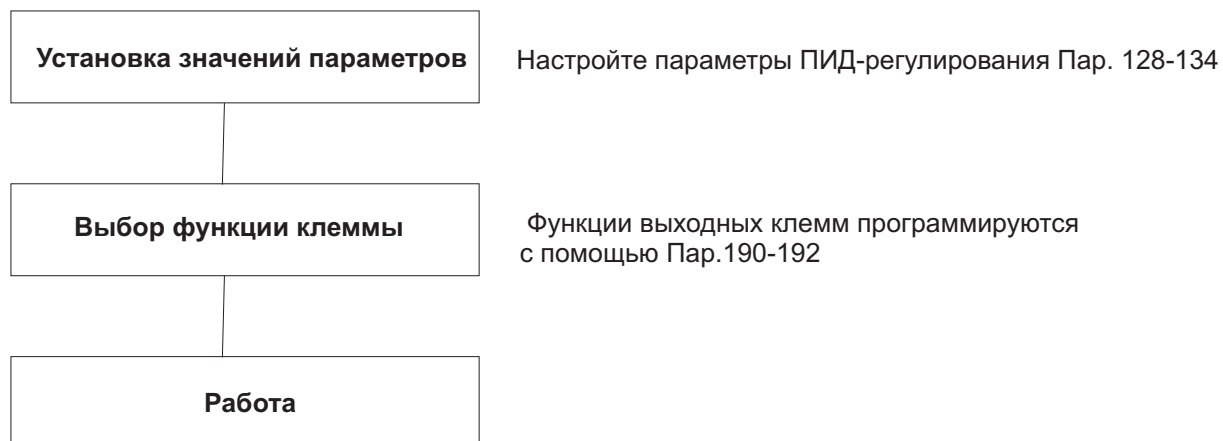 Установка значений параметров
Настройте параметры ПИД-регулирования Пар. 128-134
Выбор функции клеммы
Функции выходных клемм программируются
с помощью Пар.190-192
Работа